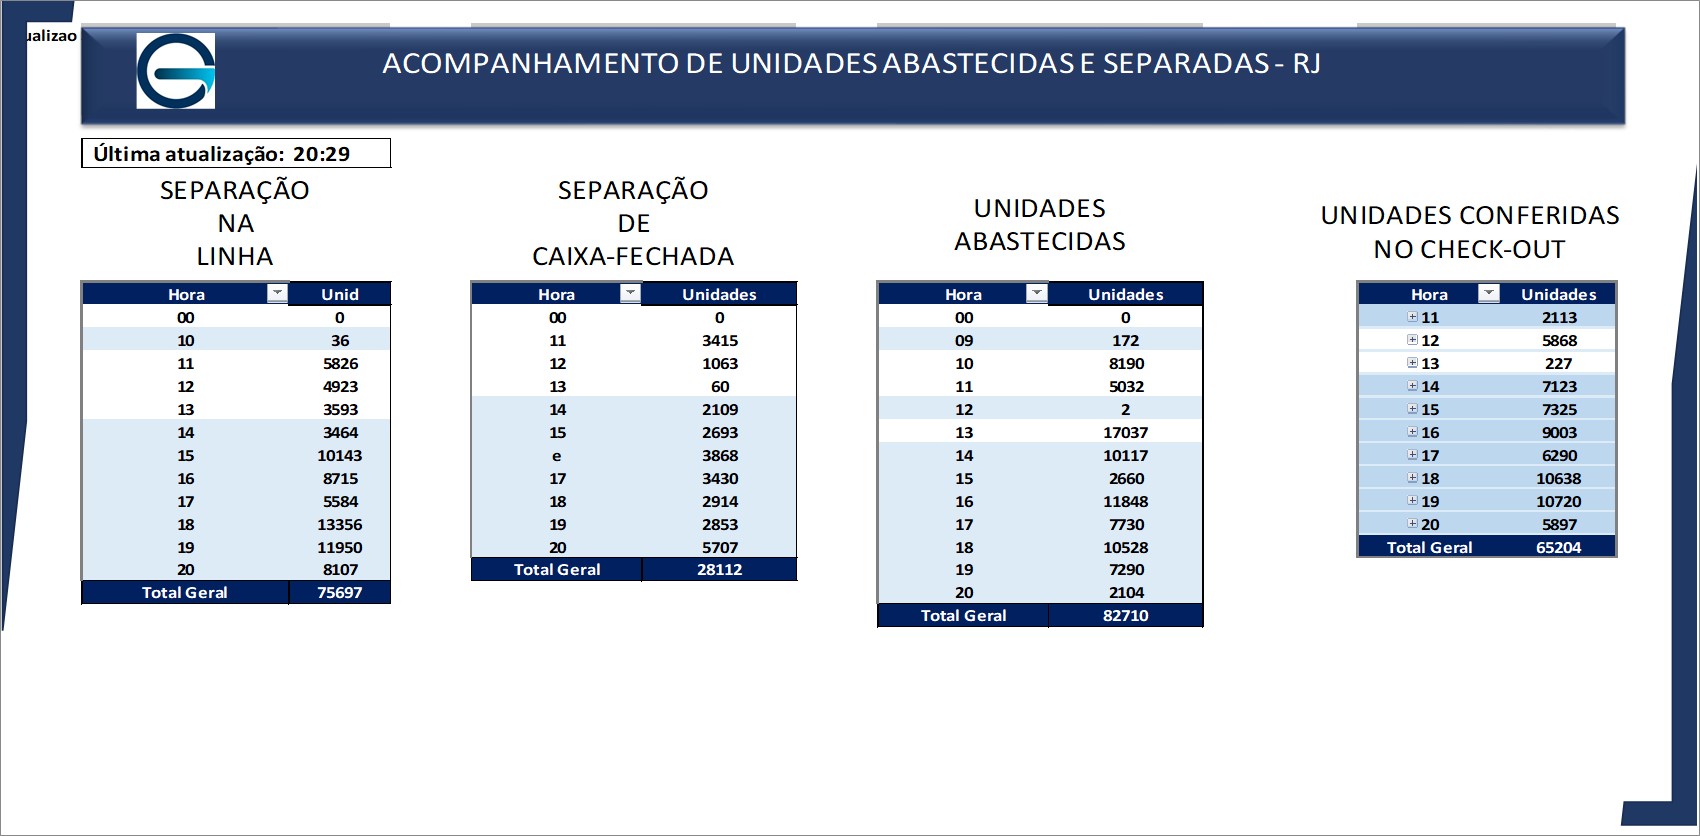 ualizao
ACOMPANHAMENTO DE UNIDADES ABASTECIDAS E SEPARADAS - RJ
Última atualização: 20:29
SEPARAÇÃO
NA
LINHA
Hora Unid
00 0
10 36
11 5826
12 4923
13 3593
14 3464
15 10143
16 8715
17 5584
18 13356
19 11950
20 8107
Total Geral 75697
SEPARAÇÃO
DE
CAIXA-FECHADA
Hora Unidades
00 0
11 3415
12 1063
13 60
14 2109
15 2693
e 3868
17 3430
18 2914
19 2853
20 5707
Total Geral 28112
UNIDADES
ABASTECIDAS
Hora Unidades
00 0
09 172
10 8190
11 5032
12 2
13 17037
14 10117
15 2660
16 11848
17 7730
18 10528
19 7290
20 2104
Total Geral 82710
UNIDADES CONFERIDAS
NO CHECK-OUT
Hora Unidades
11 2113
12 5868
13 227
14 7123
15 7325
16 9003
17 6290
18 10638
19 10720
20 5897
Total Geral 65204